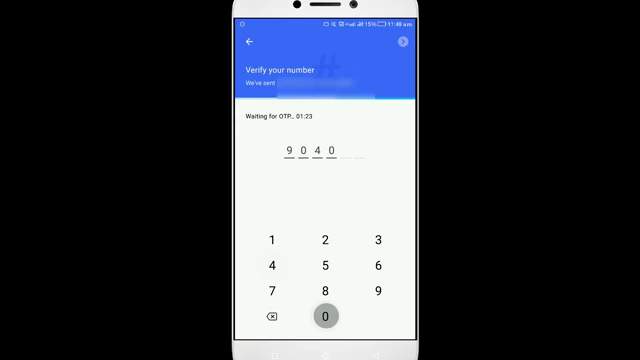 15% 11:48 am
Verify your number
We've sent
Waiting for OTP... 01:23
9 0 4 0
1 2 3
4 5 6
7 8 9
0